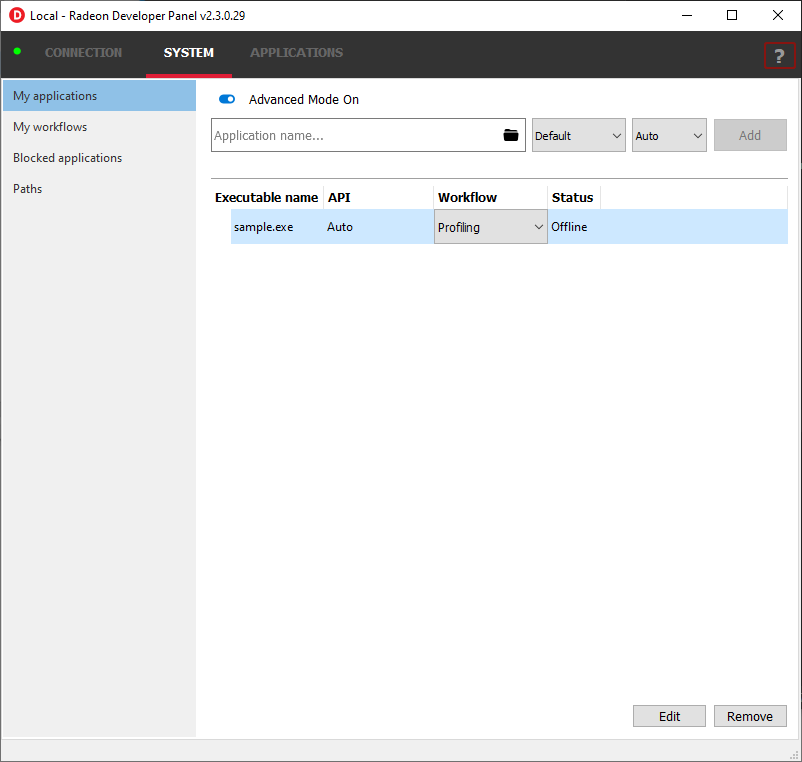 D Local - Radeon Developer Panel v2.3.0.29
CONNECTION SYSTEM APPLICATIONS ?
My applications
My workflows
Blocked applications
Paths
Advanced Mode On
Application name... Default Auto Add
Executable name API Workflow Status
sample.exe Auto Profiling Offline
Edit Remove